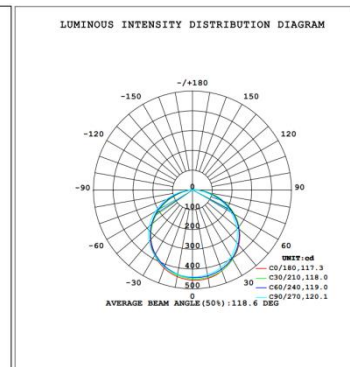 LUMINOUS INTENSITY DISTRIBUTION DIAGRAM
-/+180
-150 150
-120 120
-90 0 90
100
200
-60 300 60
UNIT:cd
400 C0/180,117.3
-30 30 C30/210,118.0
500 C60/240,119.0
0 C90/270,120.1
AVERAGE BEAM ANGLE(50%):118.6 DEG